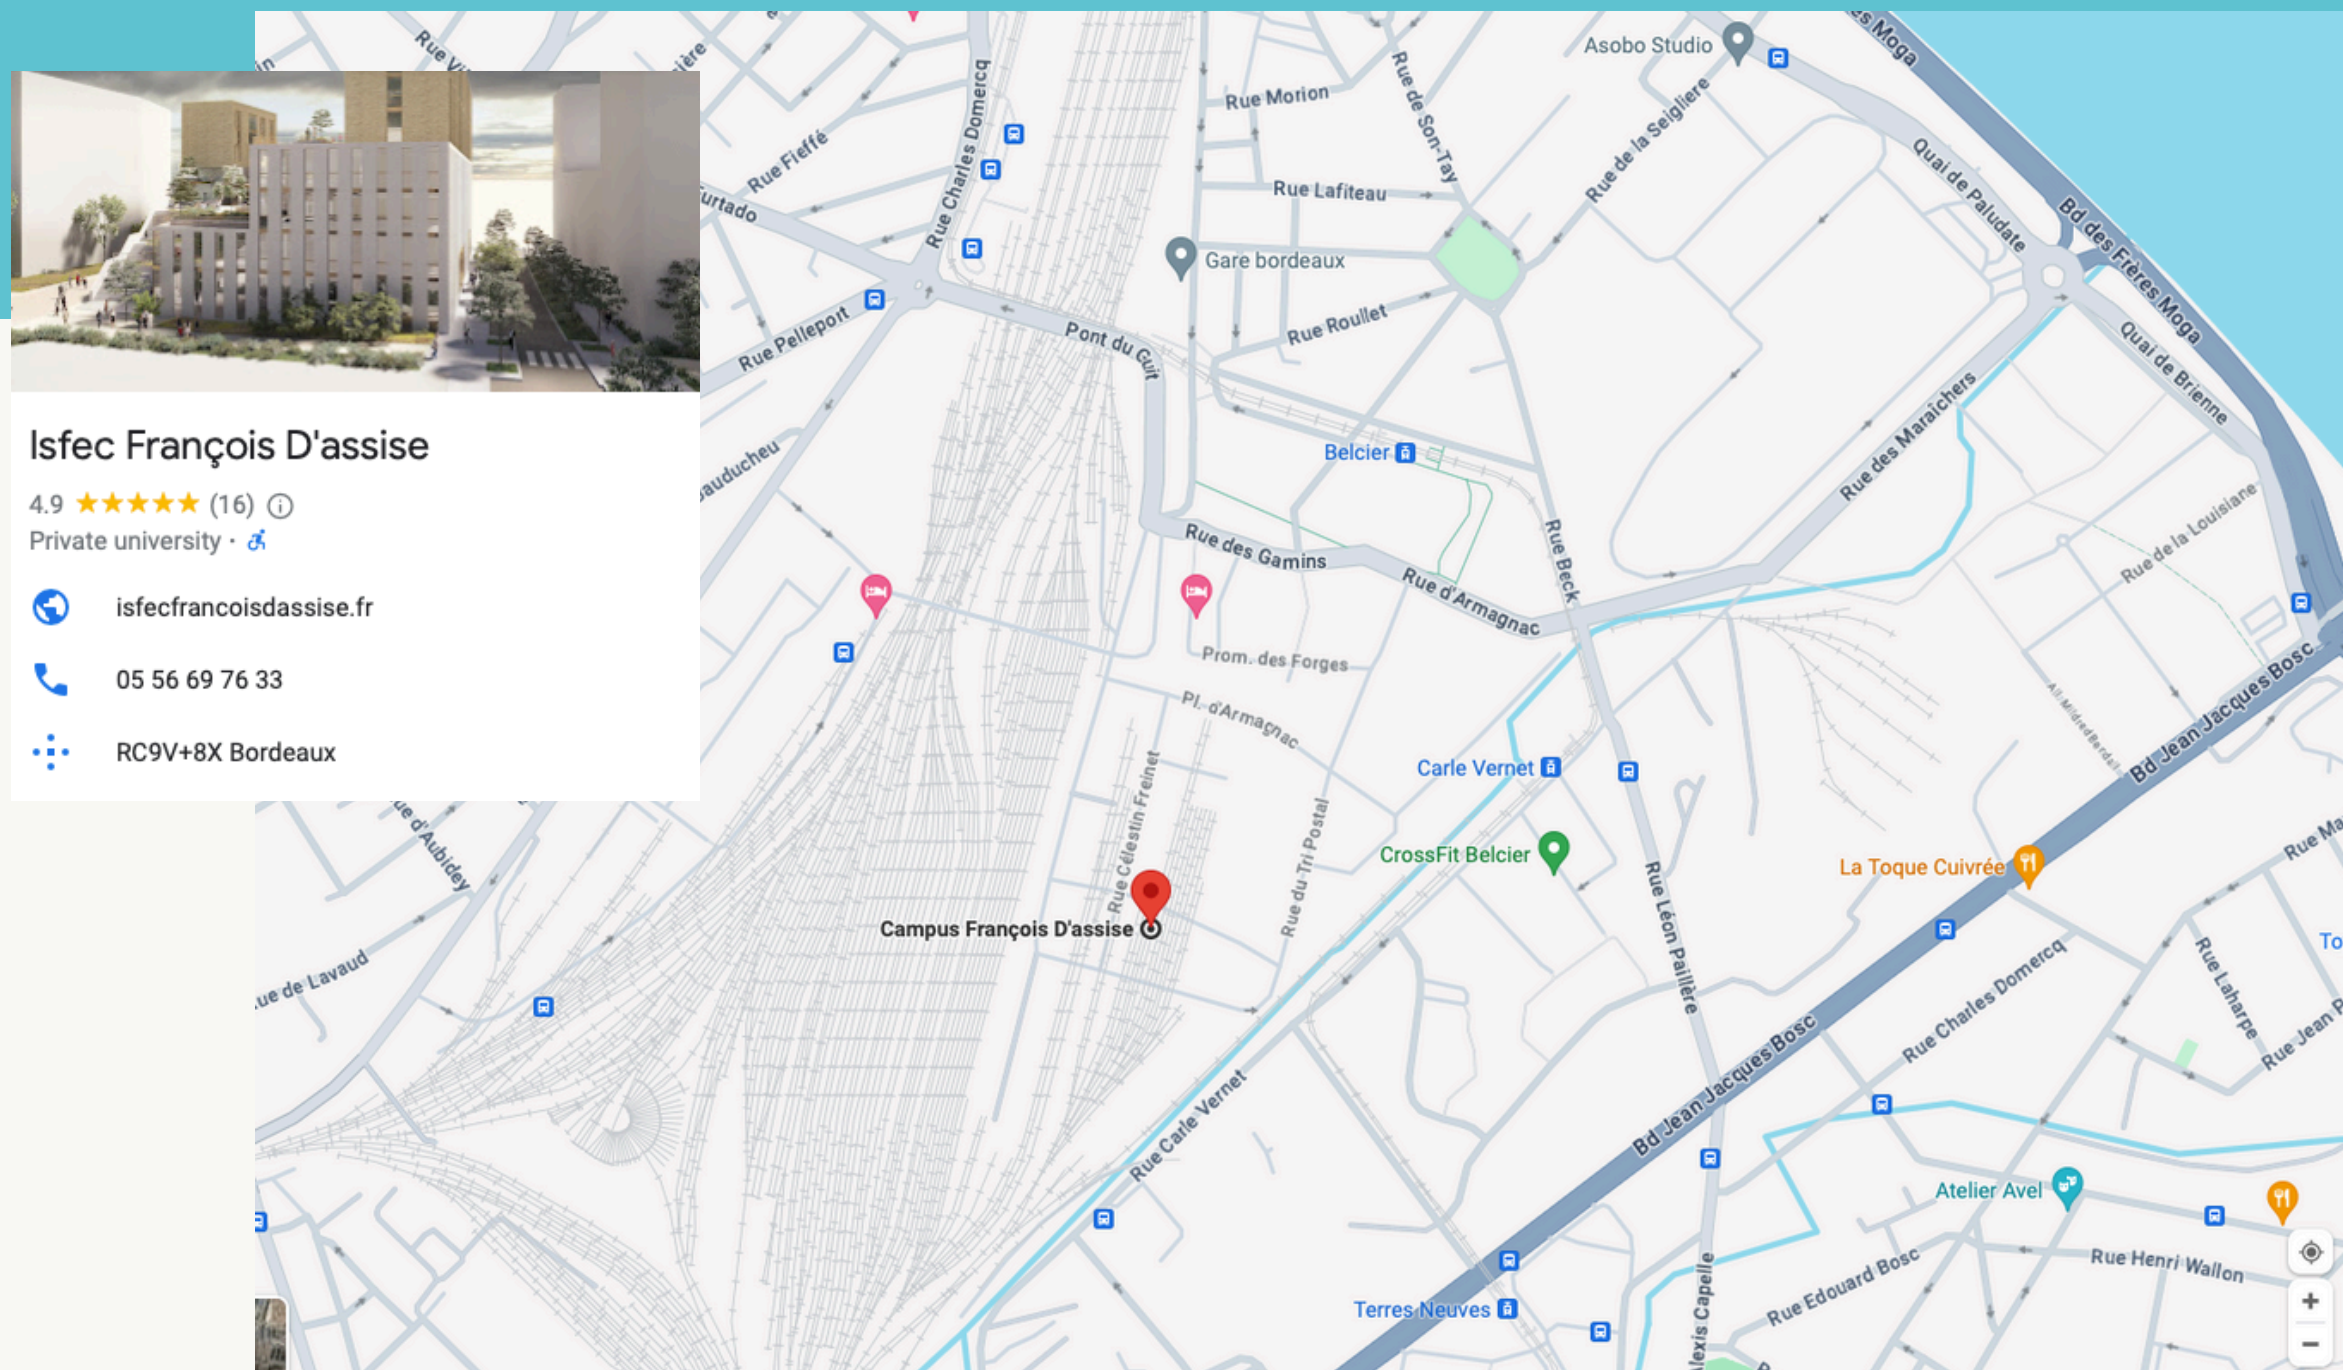 Isfec François D'assise
4.9 ★★★★★ (16)
Private university ·
isfecfrancoisdassise.fr
05 56 69 76 33
RC9V+8X Bordeaux
Asobo Studio
Rue Morion
Rue de Son-Tay
Rue de la Seigliere
Rue Charles Domercq
Rue Fieffé
Rue Lafiteau
Quai de Paludate
Bd des Frères Moga
Gare bordeaux
Rue Pelleport
Pont du Guit
Rue Roullet
Quai de Brienne
Rue des Maraîchers
Belcier
Rue de la Louisiane
Rue des Gamins
Rue Beck
Rue d'Armagnac
Prom. des Forges
Pl. d'Armagnac
Bd Jean Jacques Bosc
Rue Célestin Freinet
Carle Vernet
Rue du Tri Postal
CrossFit Belcier
La Toque Cuivrée
Rue Léon Paillère
Campus François D'assise
Rue Charles Domercq
Rue Laharpe
Rue Jean
Bd Jean Jacques Bosc
Rue Carle Vernet
Atelier Avel
Rue Henri Wallon
Rue Edouard Bosc
Terres Neuves